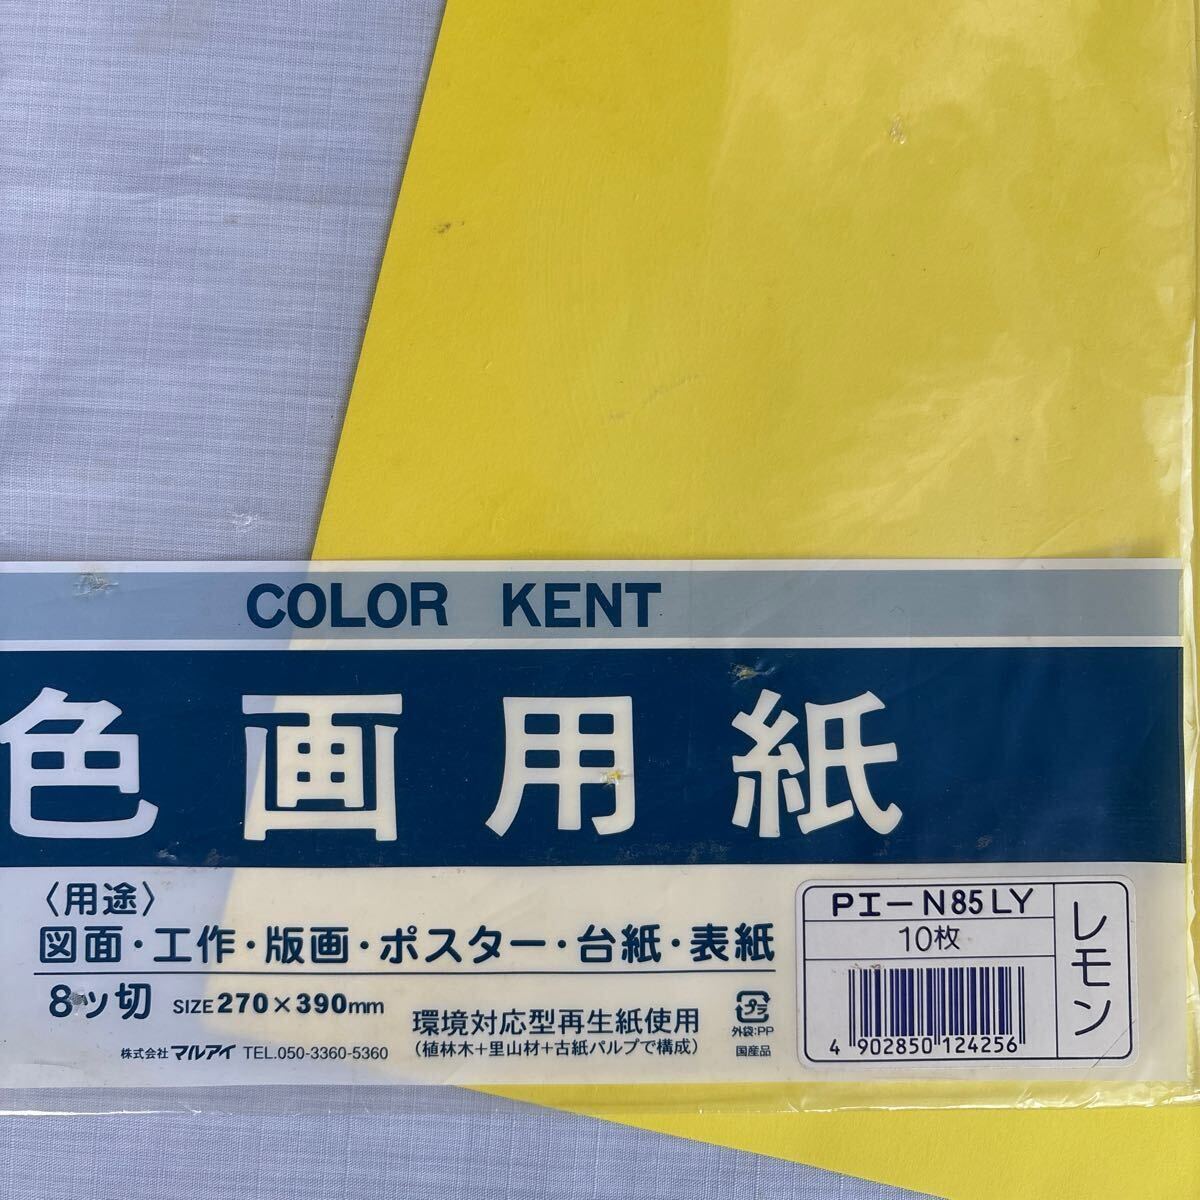 COLOR KENT
色画用紙
〈用途〉
図面・工作・版画・ポスター・台紙・表紙
8ッ切 SIZE 270×390mm
環境対応型再生紙使用
(植林木+里山材+古紙パルプで構成)
株式会社 マルアイ TEL.050-3360-5360
プラ
外袋:PP
国産品
Pエ-N85LY
10枚
レモン
4 902850 124256